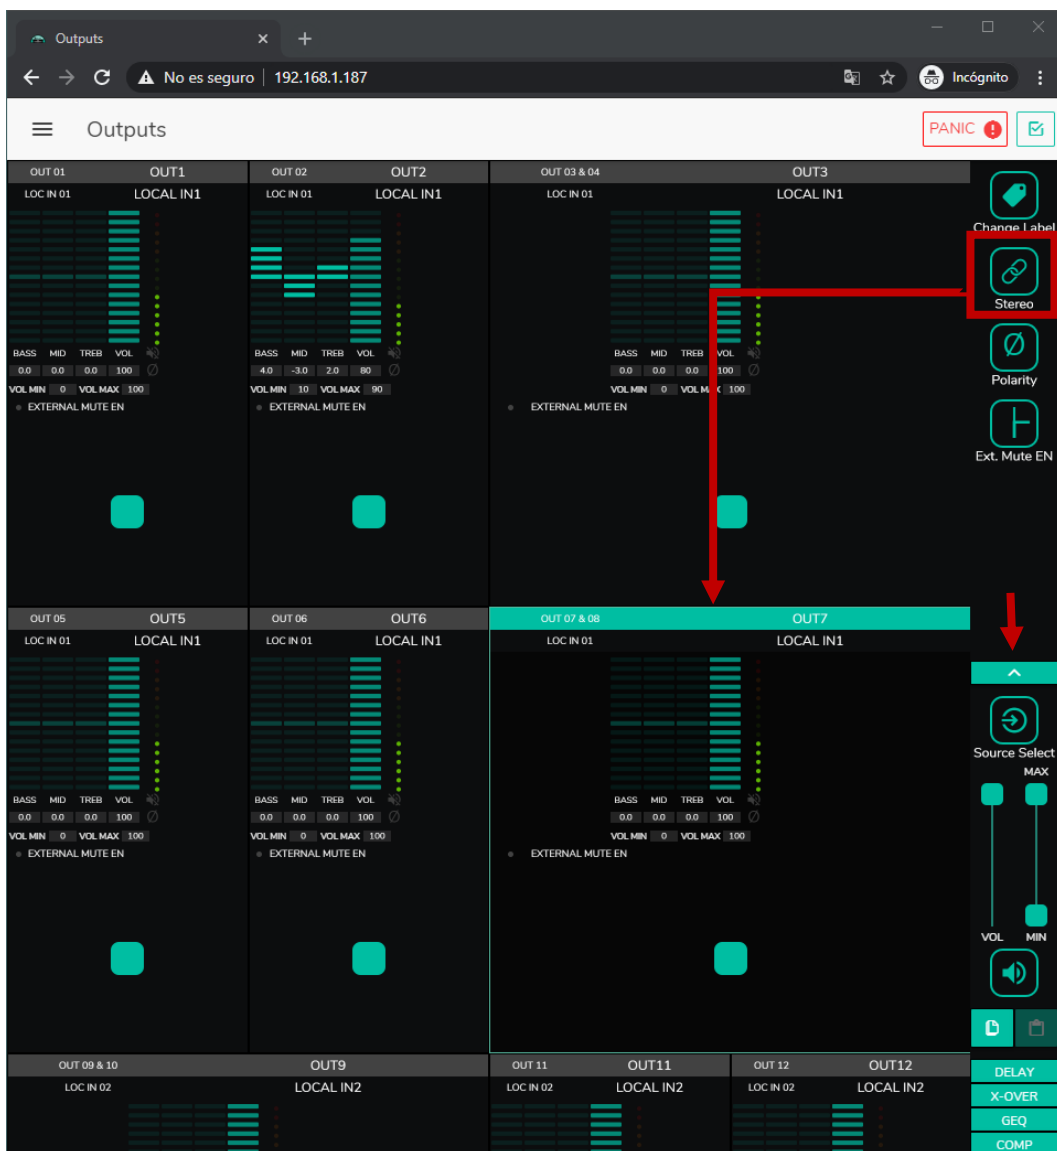 Outputs
No es seguro 192.168.1.187
Incógnito
Outputs
PANIC
OUT 01 OUT1 OUT 02 OUT2 OUT 03 & 04 OUT3
LOC IN 01 LOCAL IN1 LOC IN 01 LOCAL IN1 LOC IN 01 LOCAL IN1
Change Label
Stereo
BASS MID TREB VOL BASS MID TREB VOL BASS MID TREB VOL
0.0 0.0 0.0 100 4.0 -3.0 2.0 80 0.0 0.0 0.0 100
Polarity
VOL MIN 0 VOL MAX 100 VOL MIN 10 VOL MAX 90 VOL MIN 0 VOL MAX 100
EXTERNAL MUTE EN EXTERNAL MUTE EN EXTERNAL MUTE EN
Ext. Mute EN
OUT 05 OUT5 OUT 06 OUT6 OUT 07 & 08 OUT7
LOC IN 01 LOCAL IN1 LOC IN 01 LOCAL IN1 LOC IN 01 LOCAL IN1
Source Select
MAX
BASS MID TREB VOL BASS MID TREB VOL BASS MID TREB VOL
0.0 0.0 0.0 100 0.0 0.0 0.0 100 0.0 0.0 0.0 100
VOL MIN 0 VOL MAX 100 VOL MIN 0 VOL MAX 100 VOL MIN 0 VOL MAX 100
EXTERNAL MUTE EN EXTERNAL MUTE EN EXTERNAL MUTE EN
VOL MIN
OUT 09 & 10 OUT9 OUT 11 OUT11 OUT 12 OUT12
LOC IN 02 LOCAL IN2 LOC IN 02 LOCAL IN2 LOC IN 02 LOCAL IN2
DELAY
X-OVER
GEQ
COMP